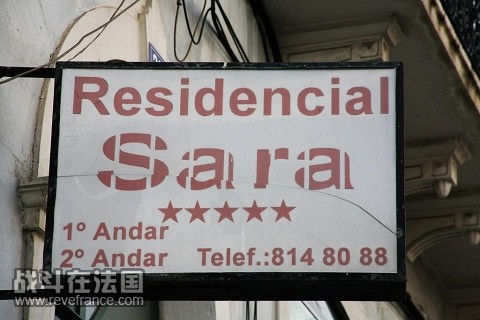 Residencial
Sara
★★★★★
1º Andar
2º Andar Telef.:814 80 88
战斗在法国
www.revefrance.com